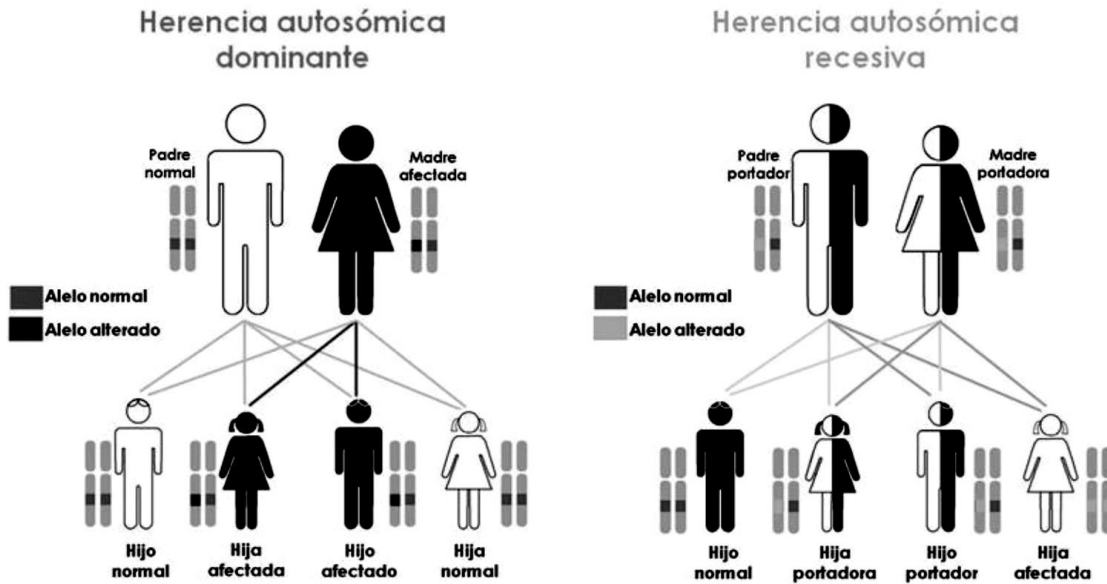 Herencia autosómica
dominante
Padre
normal
Madre
afectada
Alelo normal
Alelo alterado
Hijo
normal
Hija
afectada
Hijo
afectado
Hija
normal
Herencia autosómica
recesiva
Padre
portador
Madre
portadora
Alelo normal
Alelo alterado
Hijo
normal
Hija
portadora
Hijo
portador
Hija
afectada